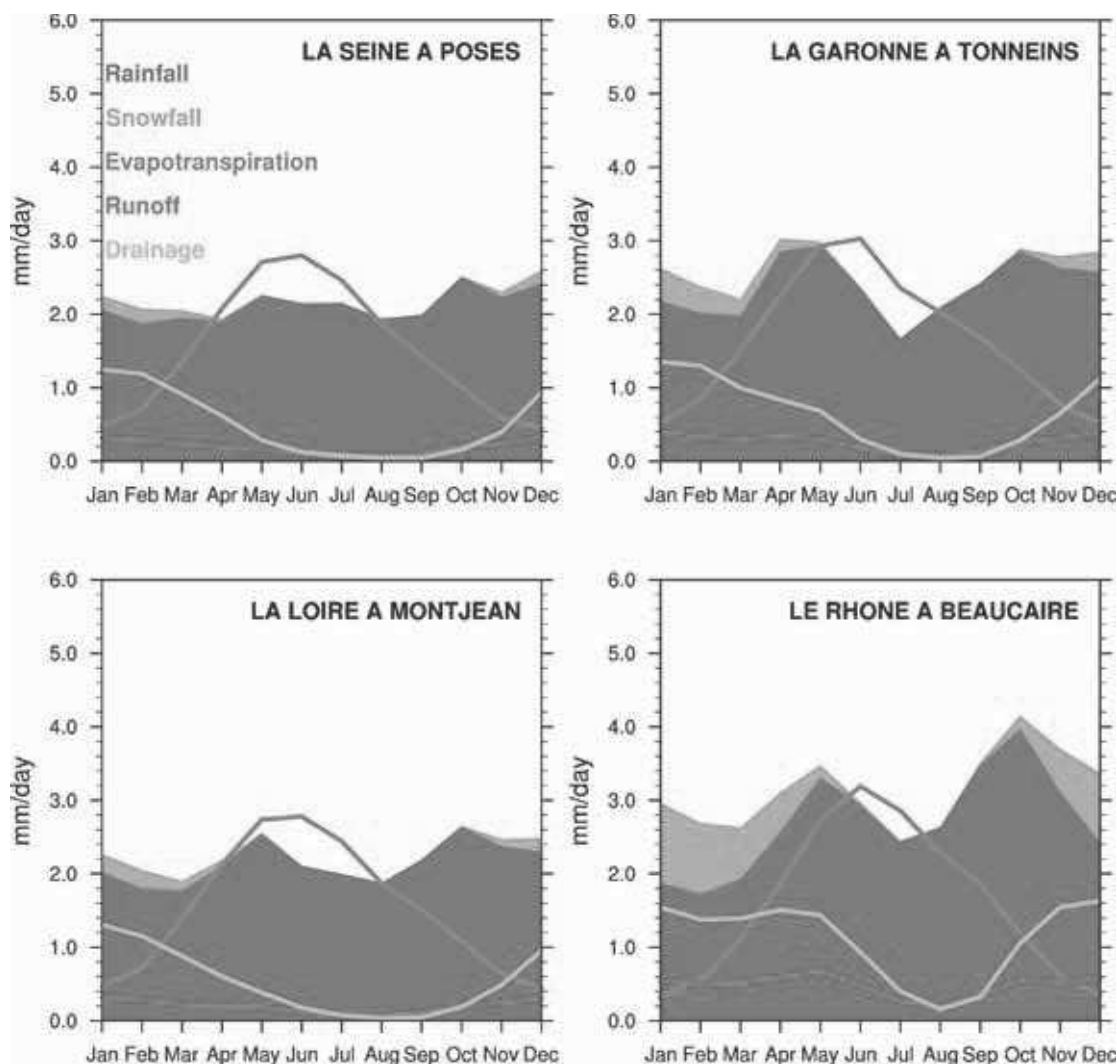 6.0
LA SEINE A POSES
Rainfall
5.0
Snowfall
Evapotranspiration
4.0
Runoff
Drainage
3.0
2.0
1.0
0.0
mm/day
Jan Feb Mar Apr May Jun Jul Aug Sep Oct Nov Dec
6.0
LA GARONNE A TONNEINS
5.0
4.0
3.0
2.0
1.0
0.0
mm/day
Jan Feb Mar Apr May Jun Jul Aug Sep Oct Nov Dec
6.0
LA LOIRE A MONTJEAN
5.0
4.0
3.0
2.0
1.0
0.0
mm/day
Jan Feb Mar Apr May Jun Jul Aug Sep Oct Nov Dec
6.0
LE RHONE A BEAUCAIRE
5.0
4.0
3.0
2.0
1.0
0.0
mm/day
Jan Feb Mar Apr May Jun Jul Aug Sep Oct Nov Dec